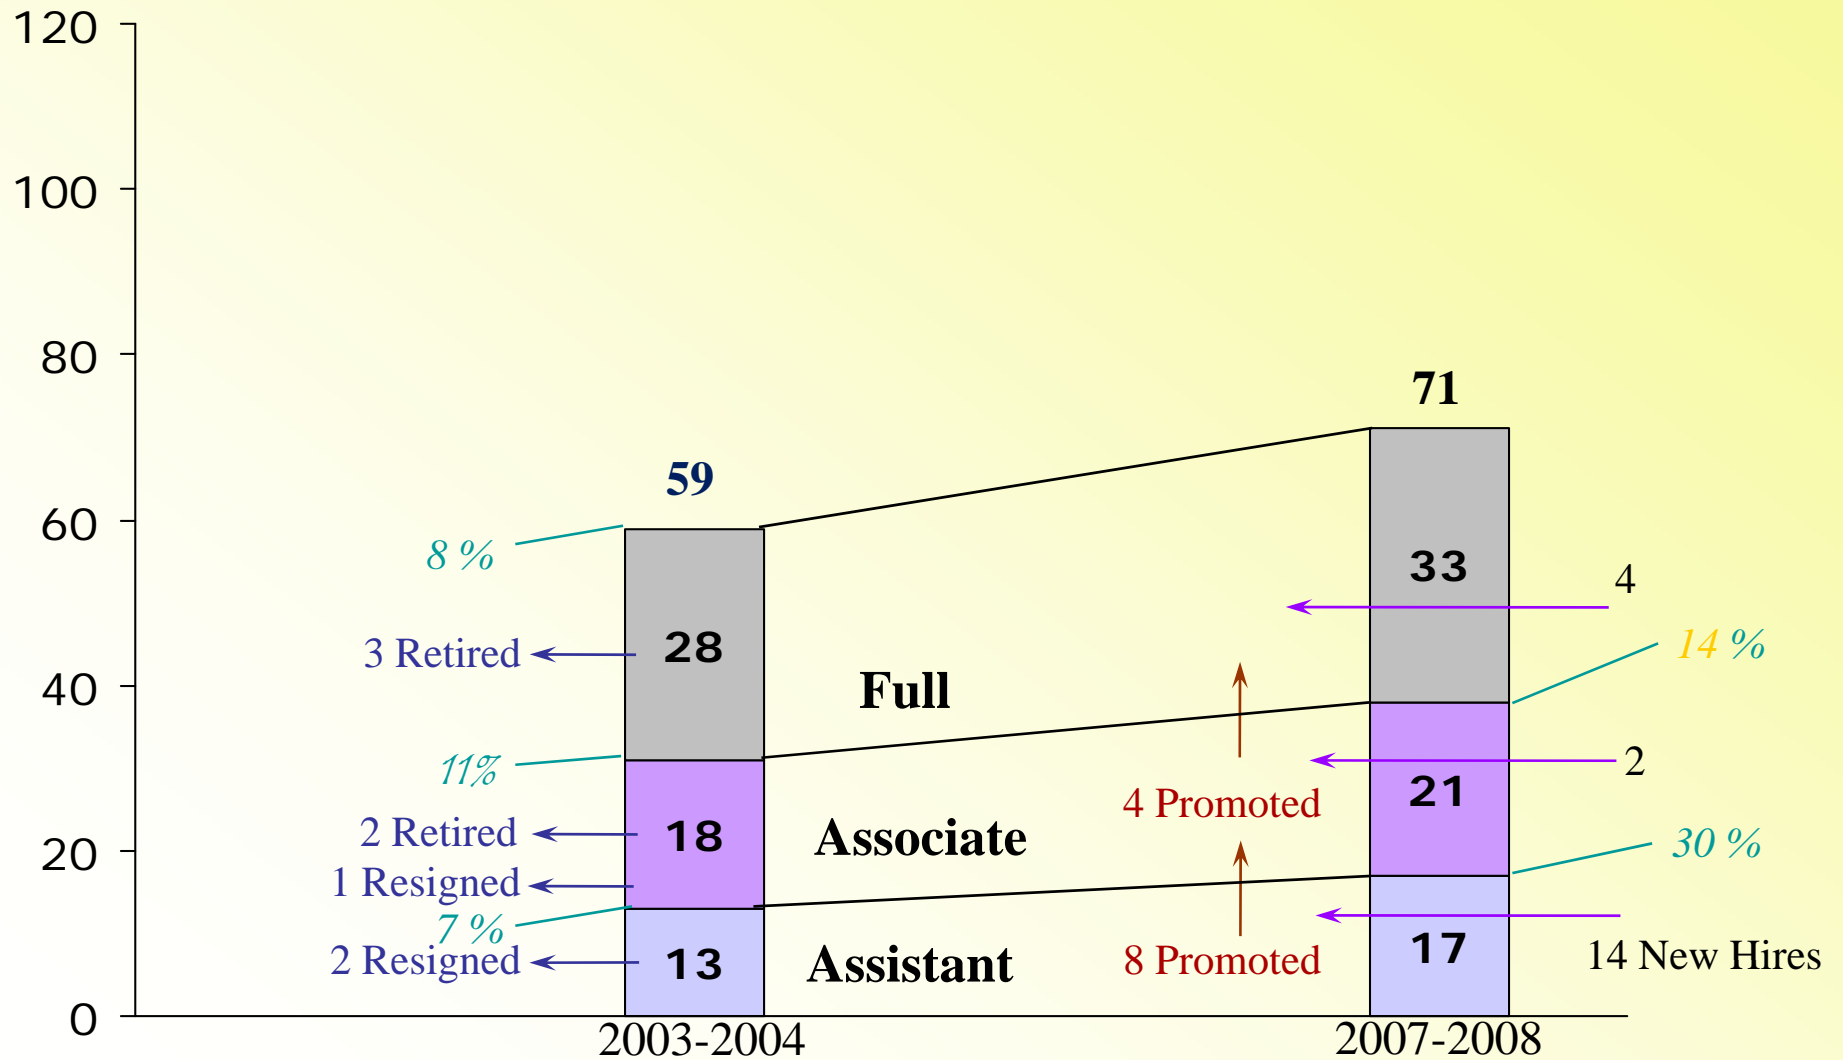 120
100
80
60
40
20
0
59
71
8 %
28
33
4
3 Retired
14 %
Full
11%
18
21
2
2 Retired
4 Promoted
Associate
30 %
1 Resigned
7 %
2 Resigned
13
17
Assistant
8 Promoted
14 New Hires
2003-2004
2007-2008